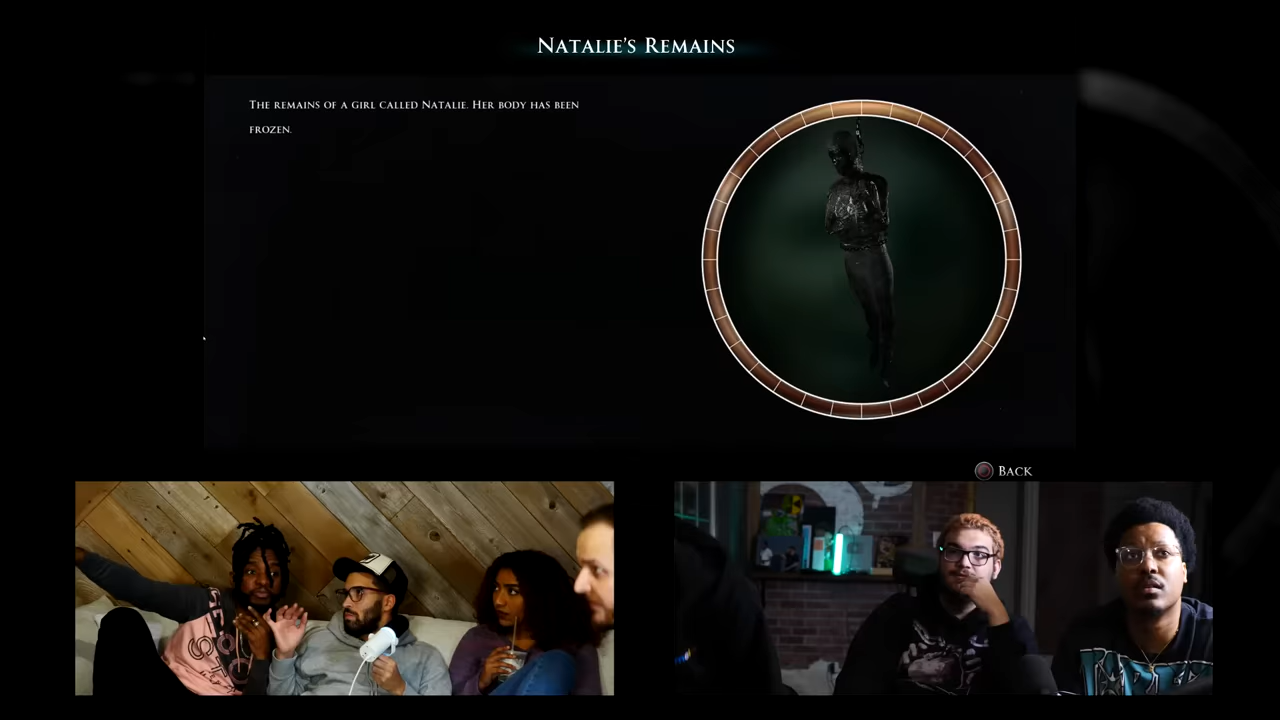 Natalie's Remains
The remains of a girl called Natalie. Her body has been
frozen.
Back